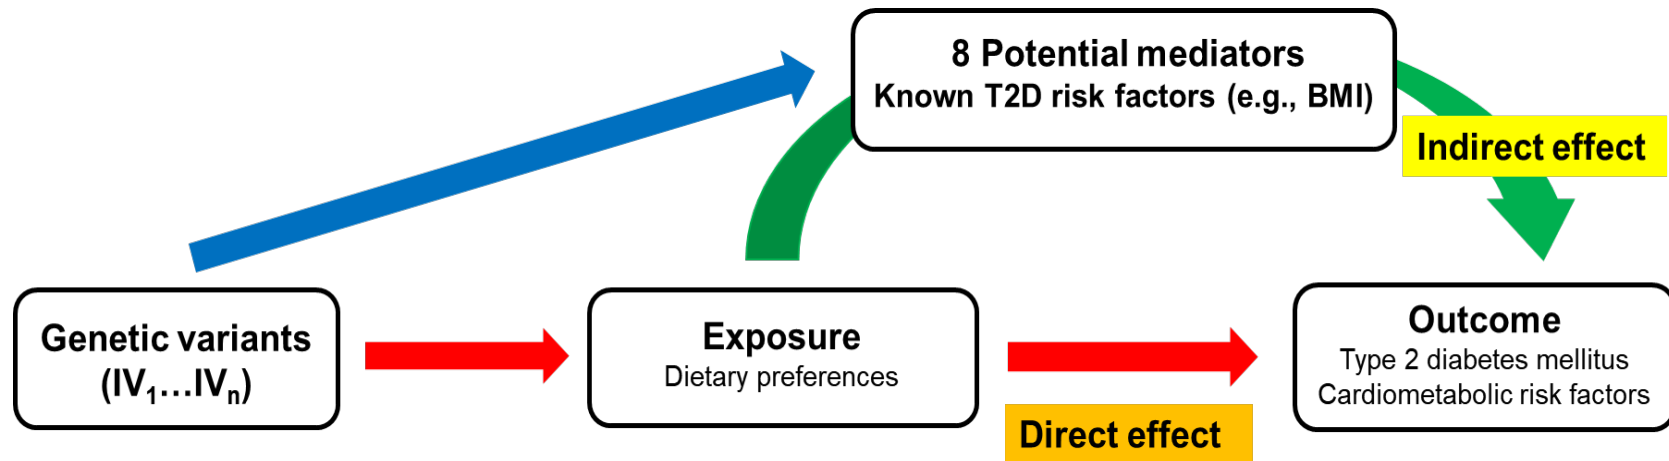 8 Potential mediators
Known T2D risk factors (e.g., BMI)
Indirect effect
Genetic variants
(IV₁…IVₙ)
Exposure
Dietary preferences
Outcome
Type 2 diabetes mellitus
Cardiometabolic risk factors
Direct effect